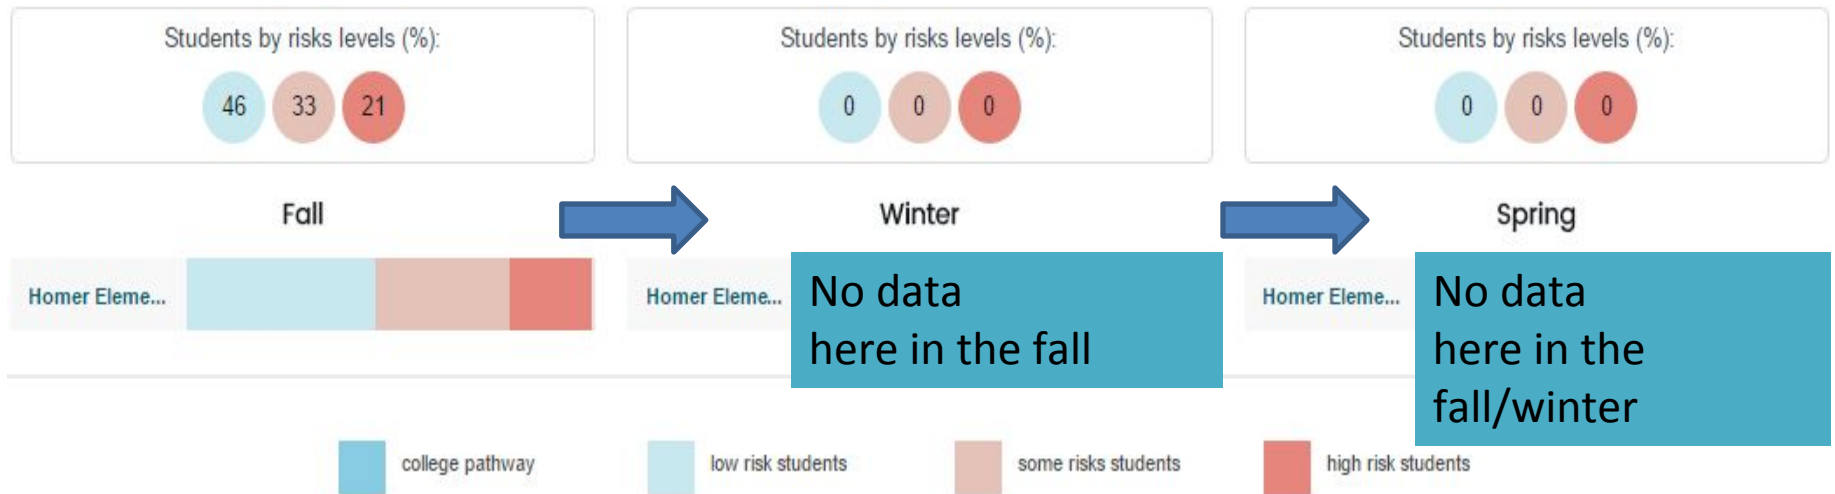 Students by risks levels (%):
46 33 21
Students by risks levels (%):
0 0 0
Students by risks levels (%):
0 0 0
Fall
Winter
Spring
Homer Eleme...
Homer Eleme...
No data
here in the fall
Homer Eleme...
No data
here in the
fall/winter
college pathway
low risk students
some risks students
high risk students